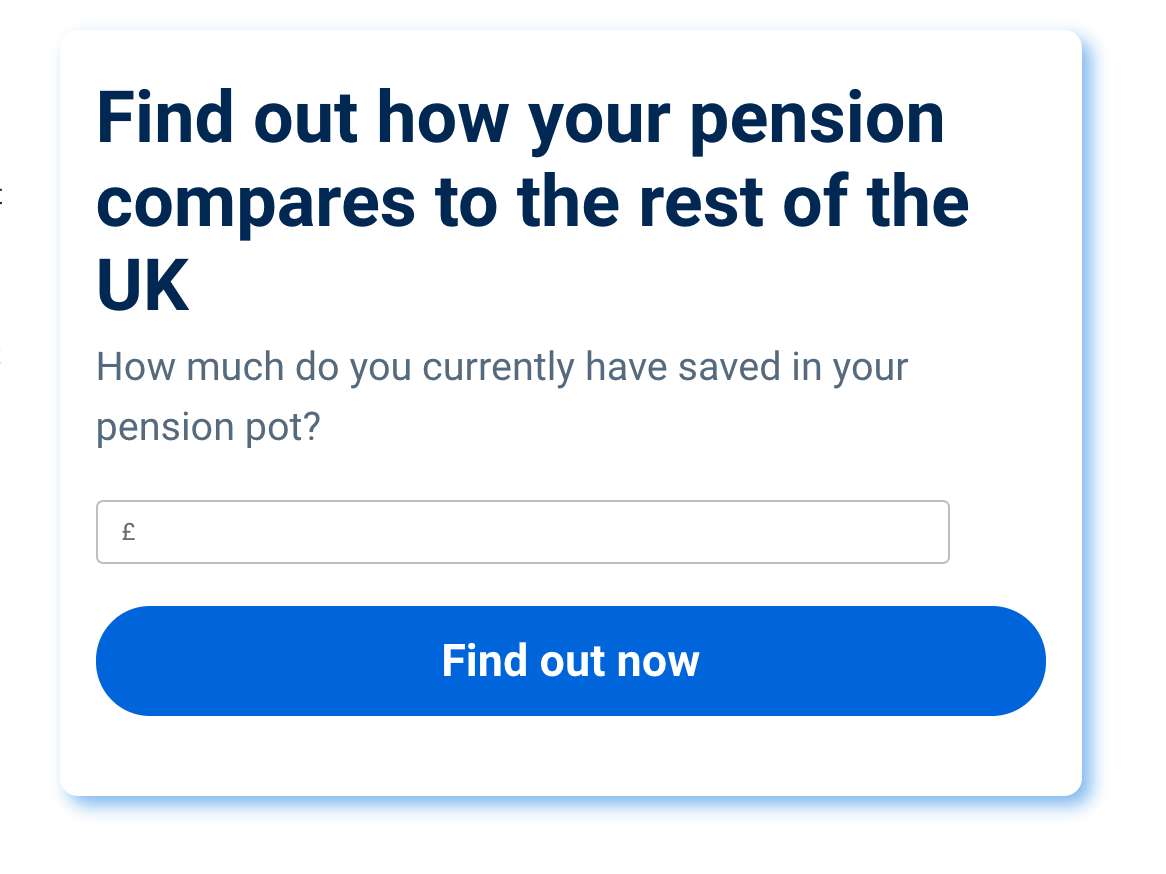 Find out how your pension
compares to the rest of the
UK
How much do you currently have saved in your
pension pot?
£
Find out now